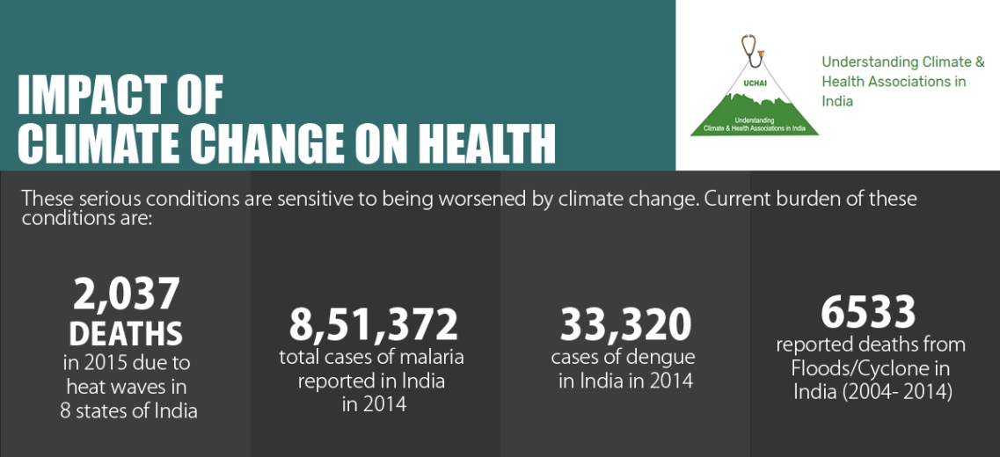 IMPACT OF
CLIMATE CHANGE ON HEALTH
UCHAI
Understanding
Climate & Health Associations in India
Understanding Climate &
Health Associations in
India
These serious conditions are sensitive to being worsened by climate change. Current burden of these
conditions are:
2,037
DEATHS
in 2015 due to
heat waves in
8 states of India
8,51,372
total cases of malaria
reported in India
in 2014
33,320
cases of dengue
in India in 2014
6533
reported deaths from
Floods/Cyclone in
India (2004- 2014)